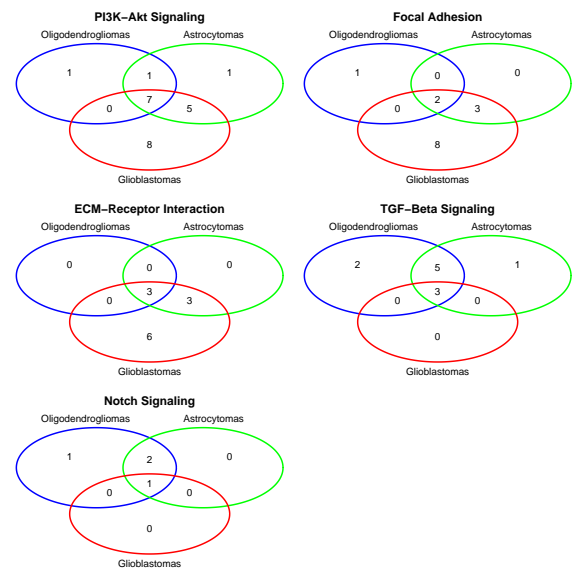 PI3K−Akt Signaling
Oligodendrogliomas Astrocytomas
1 1 1
7
0 5
8
Glioblastomas
Focal Adhesion
Oligodendrogliomas Astrocytomas
1 0 0
2
0 3
8
Glioblastomas
ECM−Receptor Interaction
Oligodendrogliomas Astrocytomas
0 0 0
3
0 3
6
Glioblastomas
TGF−Beta Signaling
Oligodendrogliomas Astrocytomas
2 5 1
3
0 0
0
Glioblastomas
Notch Signaling
Oligodendrogliomas Astrocytomas
1 2 0
1
0 0
0
Glioblastomas